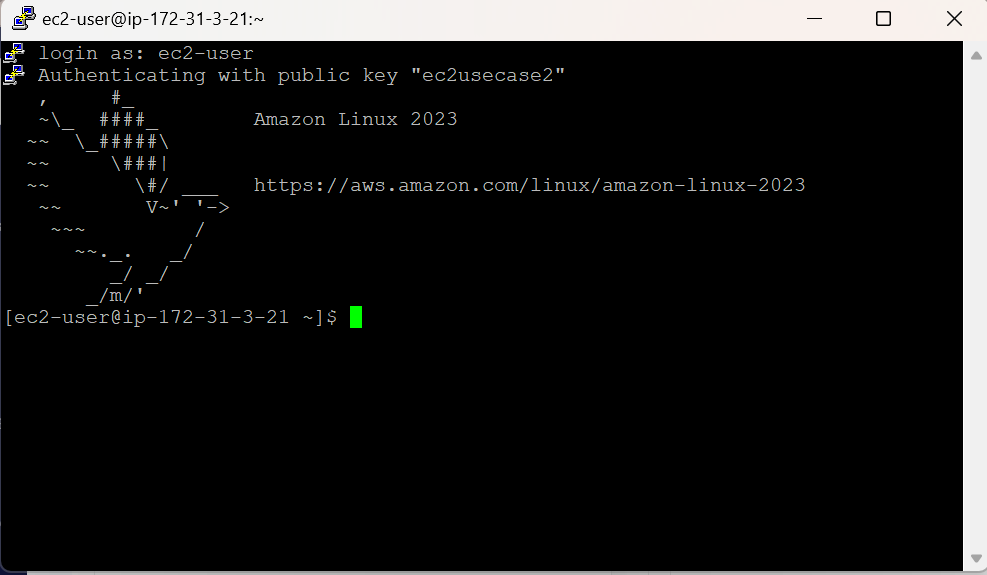 ec2-user@ip-172-31-3-21:~
login as: ec2-user
Authenticating with public key "ec2usecase2"
   ,     #_
   ~\_  ####_        Amazon Linux 2023
  ~~  \_#####\
  ~~     \###|
  ~~       \#/ ___   https://aws.amazon.com/linux/amazon-linux-2023
   ~~       V~' '->
    ~~~         /
      ~~._.   _/
         _/ _/
       _/m/'
[ec2-user@ip-172-31-3-21 ~]$